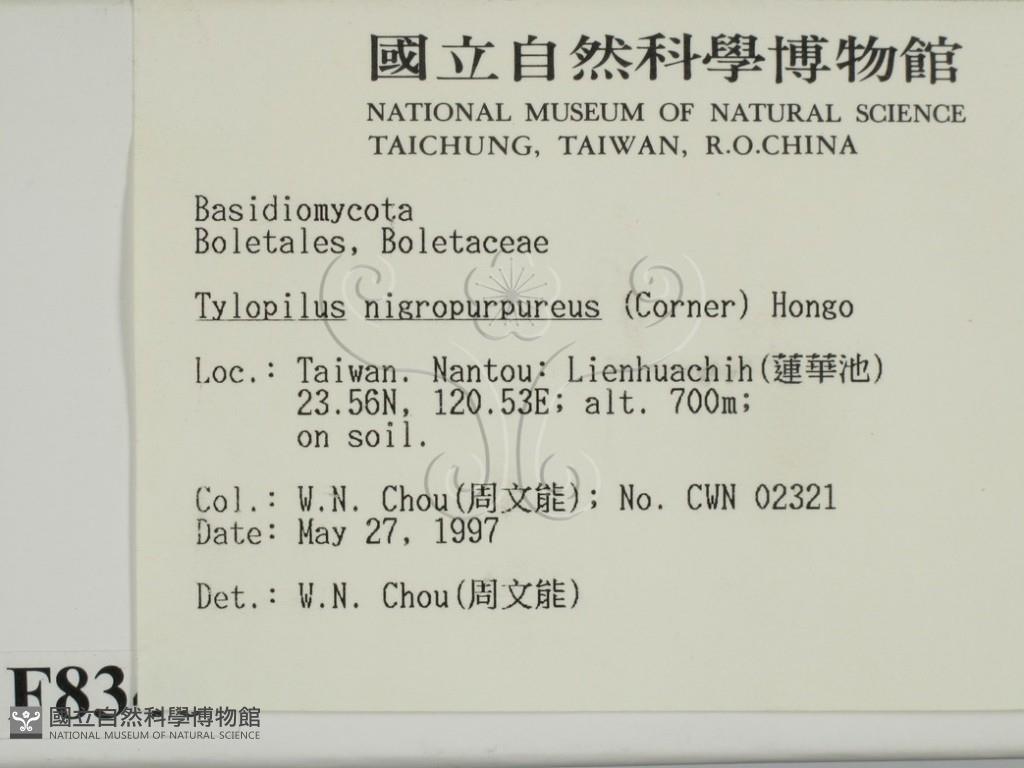 國立自然科學博物館
NATIONAL MUSEUM OF NATURAL SCIENCE
TAICHUNG, TAIWAN, R.O.CHINA
Basidiomycota
Boletales, Boletaceae
Tylopilus nigropurpureus (Corner) Hongo
Loc.: Taiwan. Nantou: Lienhuachih(蓮華池)
23.56N, 120.53E; alt. 700m;
on soil.
Col.: W.N. Chou(周文能); No. CWN 02321
Date: May 27, 1997
Det.: W.N. Chou(周文能)
國立自然科學博物館
NATIONAL MUSEUM OF NATURAL SCIENCE